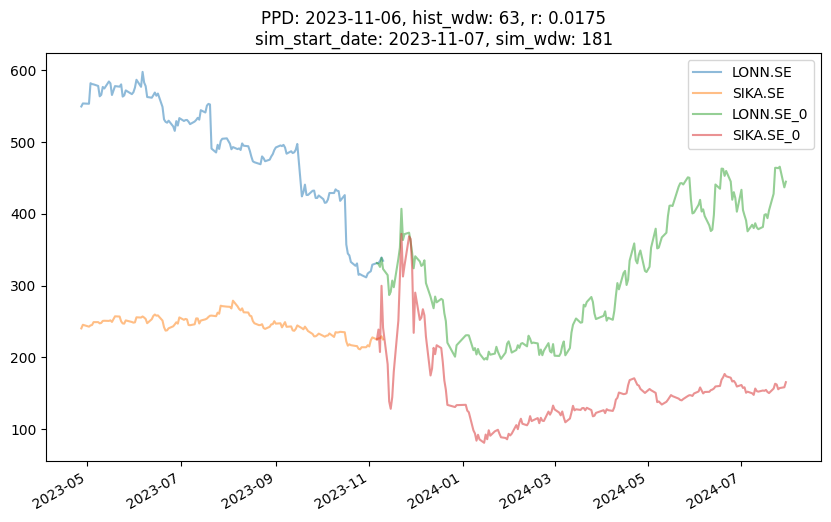 PPD: 2023-11-06, hist_wdw: 63, r: 0.0175
sim_start_date: 2023-11-07, sim_wdw: 181
LONN.SE
SIKA.SE
LONN.SE_0
SIKA.SE_0
600
500
400
300
200
100
2023-05
2023-07
2023-09
2023-11
2024-01
2024-03
2024-05
2024-07